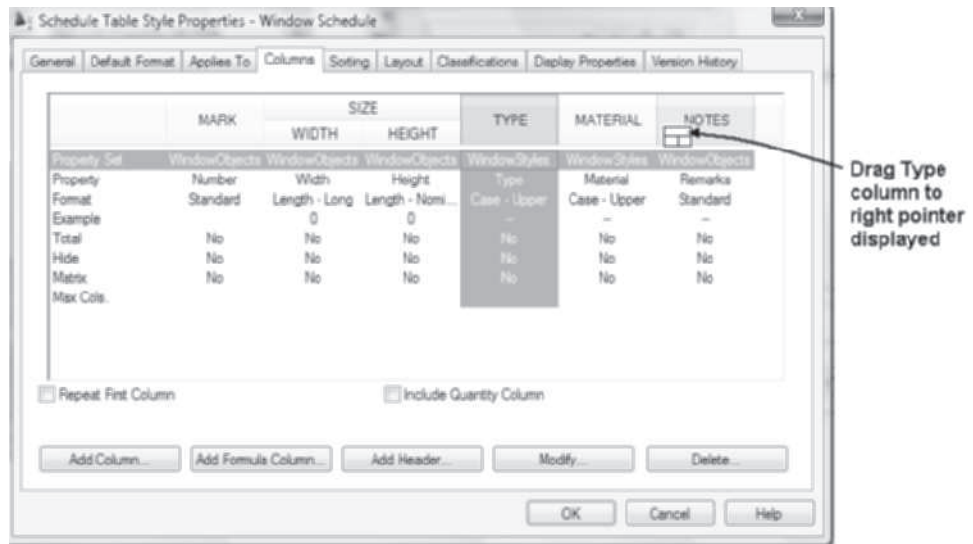 Schedule Table Style Properties - Window Schedule
General Default Format Applies To Columns Sorting Layout Classifications Display Properties Version History
SIZE
MARK TYPE MATERIAL NOTES
WIDTH HEIGHT
Property Set WindowObjects WindowObjects WindowObjects WindowStyles WindowStyles WindowObjects
Property Number Width Height Type Material Remarks
Format Standard Length - Long Length - Nomi... Case - Upper Case - Upper Standard
Example 0 0 -- -- --
Total No No No No No No
Hide No No No No No No
Matrix No No No No No No
Max Cols.
Repeat First Column Include Quantity Column
Add Column... Add Formula Column... Add Header... Modify... Delete...
OK Cancel Help
Drag Type
column to
right pointer
displayed